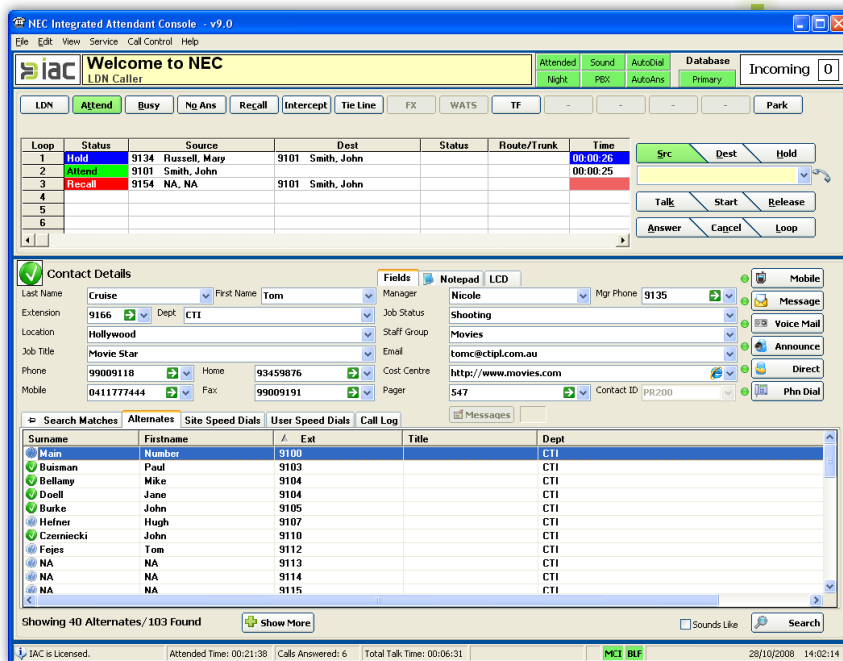 NEC Integrated Attendant Console - v9.0
File Edit View Service Call Control Help
iac Welcome to NEC
LDN Caller
Attended Sound AutoDial Database
Night PBX AutoAns Primary
Incoming 0
LDN Attend Busy No Ans Recall Intercept Tie Line FX WATS TF - - - - Park
Loop Status Source Dest Status Route/Trunk Time
1 Hold 9134 Russell, Mary 9101 Smith, John 00:00:26
2 Attend 9101 Smith, John 00:00:25
3 Recall 9154 NA, NA 9101 Smith, John
4
5
6
Src Dest Hold
Talk Start Release
Answer Cancel Loop
Contact Details
Fields Notepad LCD
Last Name Cruise First Name Tom Manager Nicole Mgr Phone 9135
Extension 9166 Dept CTI Job Status Shooting
Location Hollywood Staff Group Movies
Job Title Movie Star Email tomc@ctipl.com.au
Phone 99009118 Home 93459876 Cost Centre http://www.movies.com
Mobile 0411777444 Fax 99009191 Pager 547 Contact ID PR200
Messages
Mobile
Message
Voice Mail
Announce
Direct
Phn Dial
Search Matches Alternates Site Speed Dials User Speed Dials Call Log
Surname Firstname Ext Title Dept
Main Number 9100 CTI
Buisman Paul 9103 CTI
Bellamy Mike 9104 CTI
Doell Jane 9104 CTI
Burke John 9105 CTI
Hefner Hugh 9107 CTI
Czerniecki John 9110 CTI
Fejes Tom 9112 CTI
NA NA 9113 CTI
NA NA 9114 CTI
NA NA 9115 CTI
Showing 40 Alternates/103 Found Show More Sounds Like Search
IAC is Licensed. Attended Time: 00:21:38 Calls Answered: 6 Total Talk Time: 00:06:31 MCI BLF 28/10/2008 14:02:14